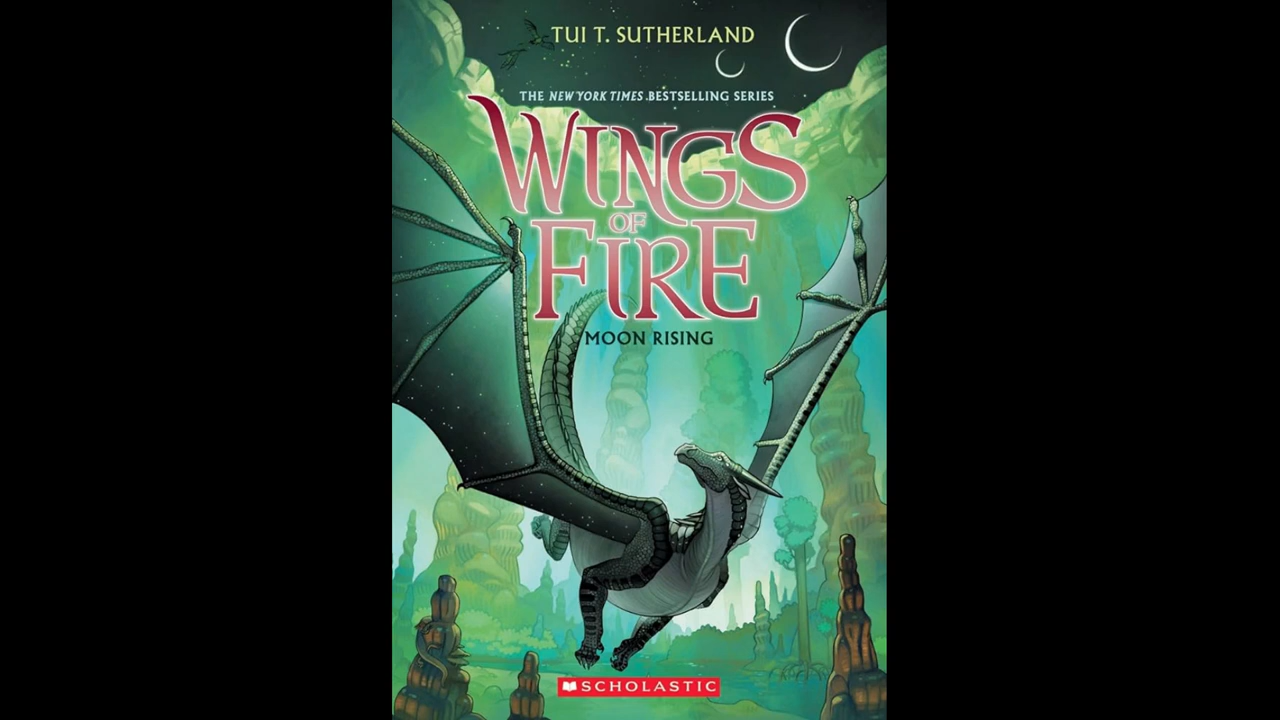 TUI T. SUTHERLAND
THE NEW YORK TIMES BESTSELLING SERIES
WINGS
OF
FIRE
MOON RISING
SCHOLASTIC